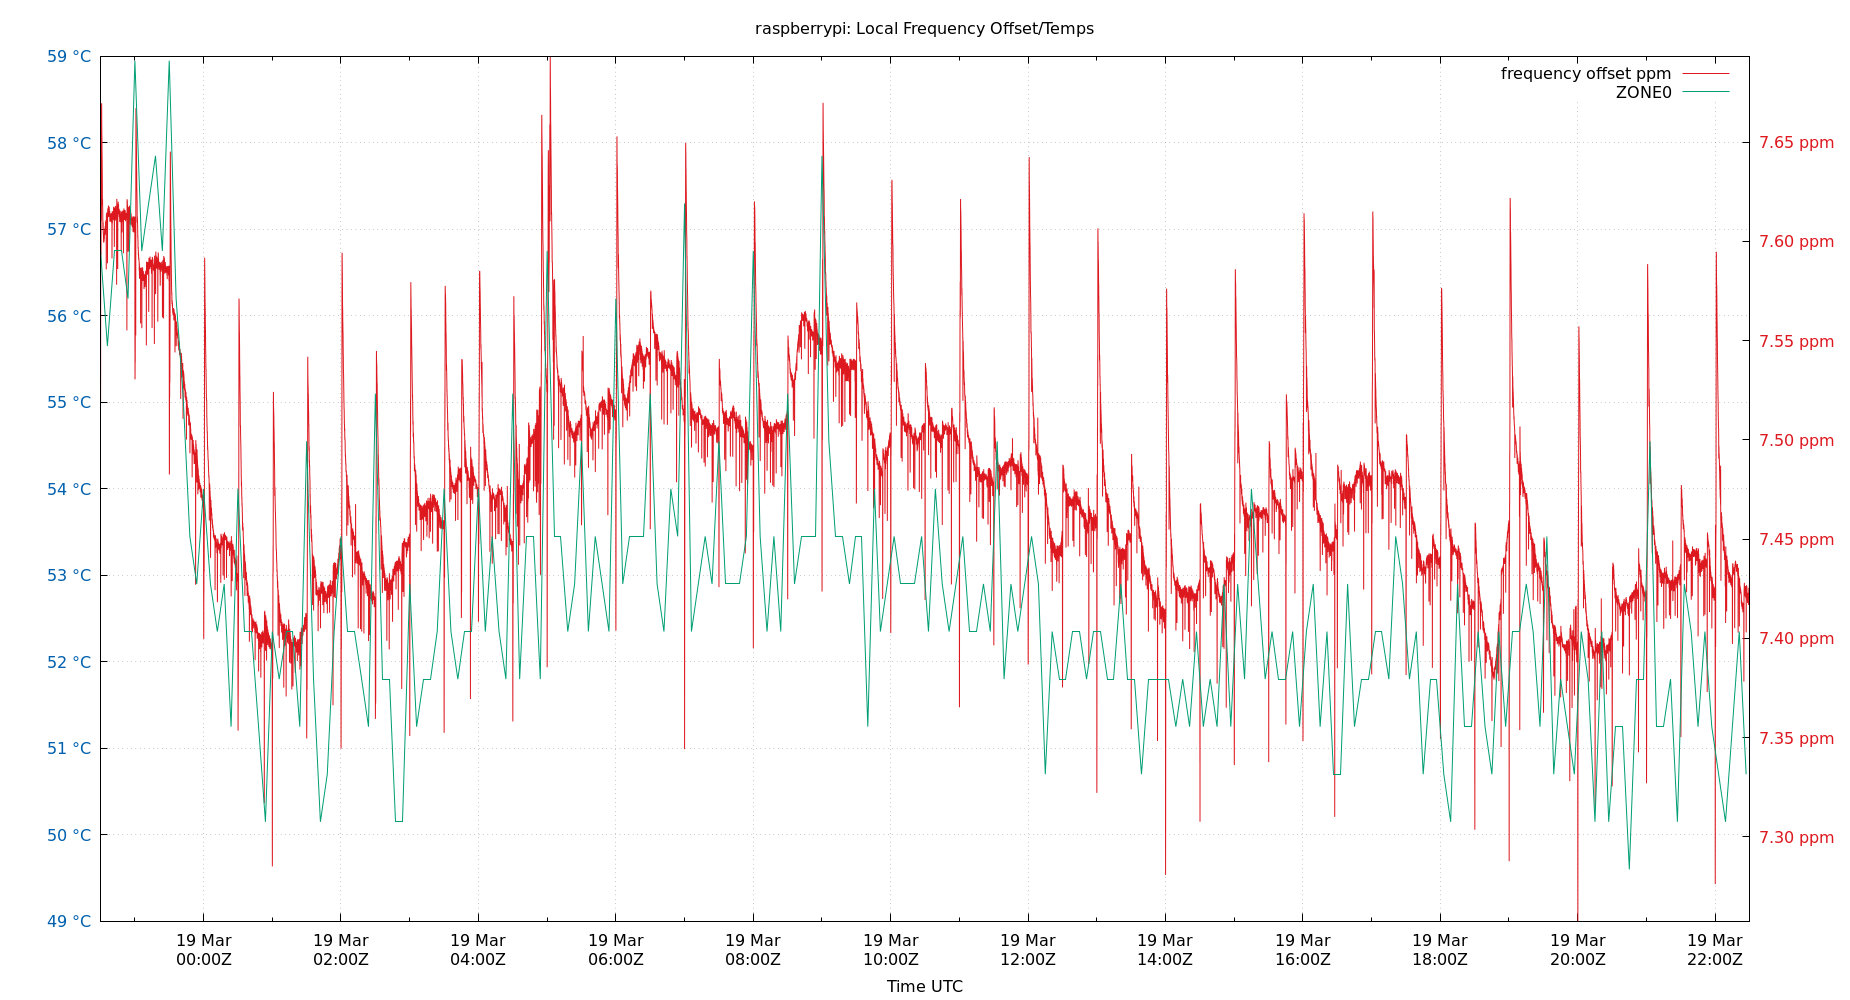 raspberrypi: Local Frequency Offset/Temps
frequency offset ppm
ZONE0
59 °C
58 °C
57 °C
56 °C
55 °C
54 °C
53 °C
52 °C
51 °C
50 °C
49 °C
7.65 ppm
7.60 ppm
7.55 ppm
7.50 ppm
7.45 ppm
7.40 ppm
7.35 ppm
7.30 ppm
19 Mar 19 Mar 19 Mar 19 Mar 19 Mar 19 Mar 19 Mar 19 Mar 19 Mar 19 Mar 19 Mar 19 Mar
00:00Z 02:00Z 04:00Z 06:00Z 08:00Z 10:00Z 12:00Z 14:00Z 16:00Z 18:00Z 20:00Z 22:00Z
Time UTC